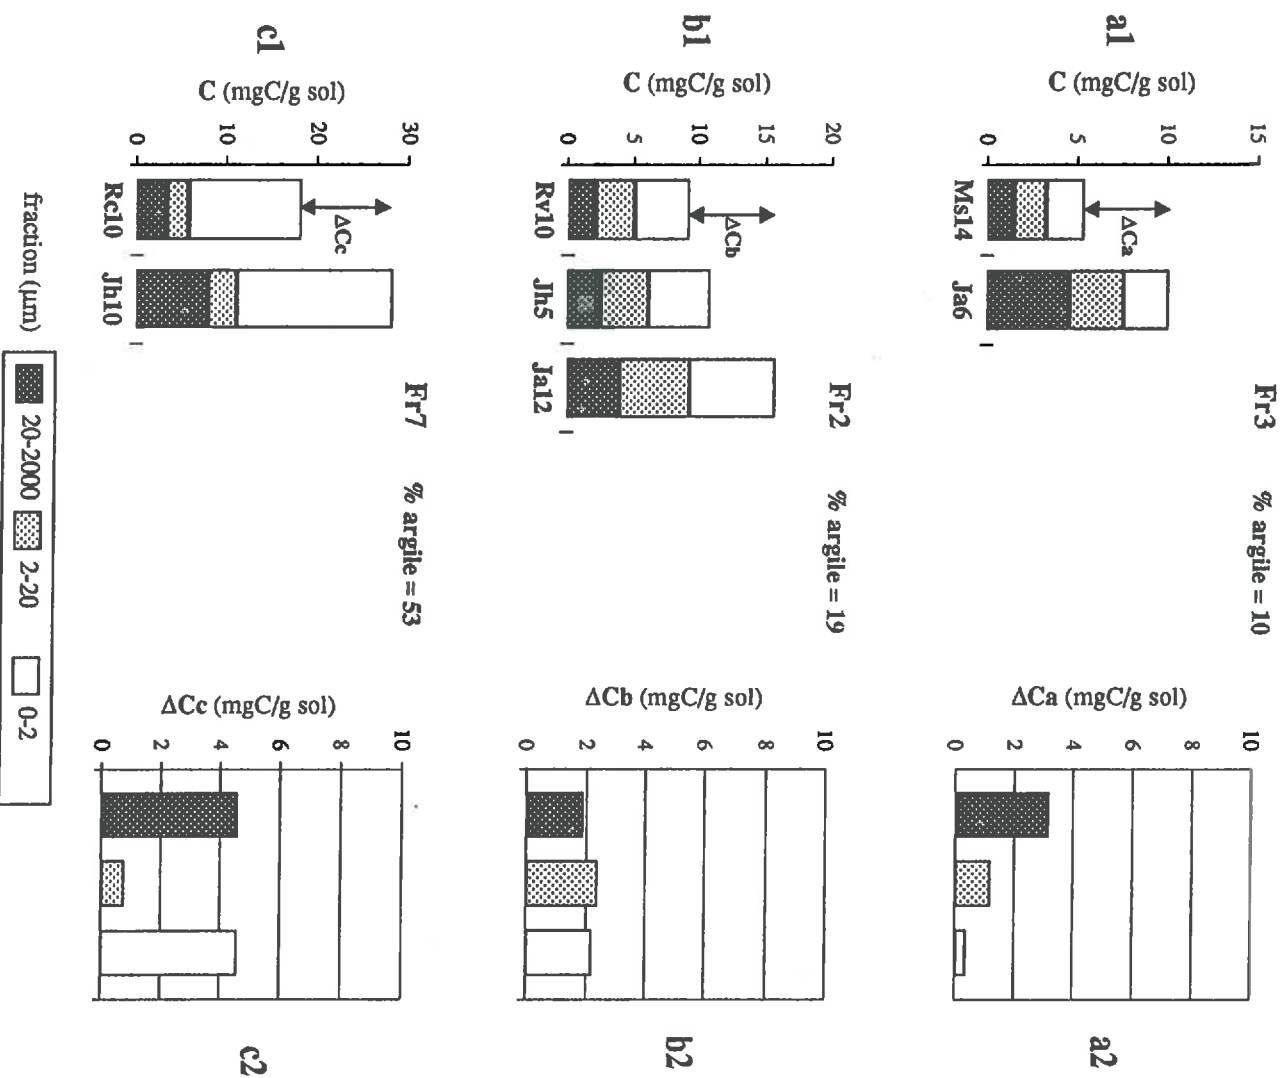 a1
C (mgC/g sol)
15
10
5
0
ΔCa
Ms14
Ja6
Fr3
% argile = 10
ΔCa (mgC/g sol)
10
8
6
4
2
0
a2
b1
C (mgC/g sol)
20
15
10
5
0
ΔCb
Rv10
Jh5
Ja12
Fr2
% argile = 19
ΔCb (mgC/g sol)
10
8
6
4
2
0
b2
c1
C (mgC/g sol)
30
20
10
0
ΔCc
Rc10
Jh10
Fr7
% argile = 53
ΔCc (mgC/g sol)
10
8
6
4
2
0
c2
fraction (µm)
20-2000
2-20
0-2